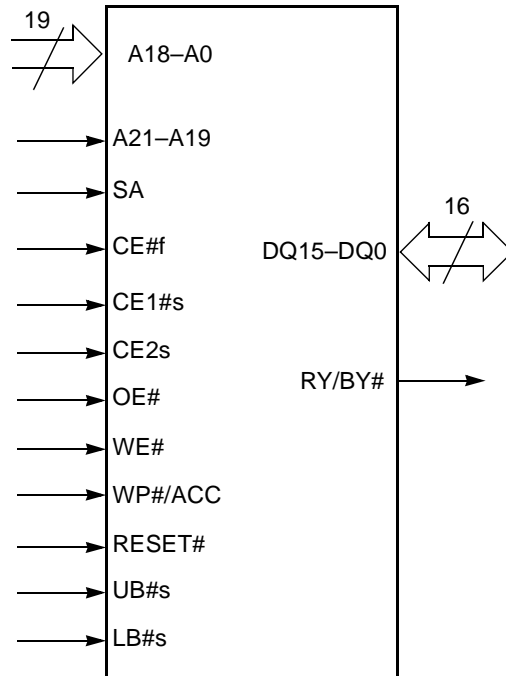 19
A18–A0
A21–A19
SA
16
CE#f
DQ15–DQ0
CE1#s
CE2s
RY/BY#
OE#
WE#
WP#/ACC
RESET#
UB#s
LB#s